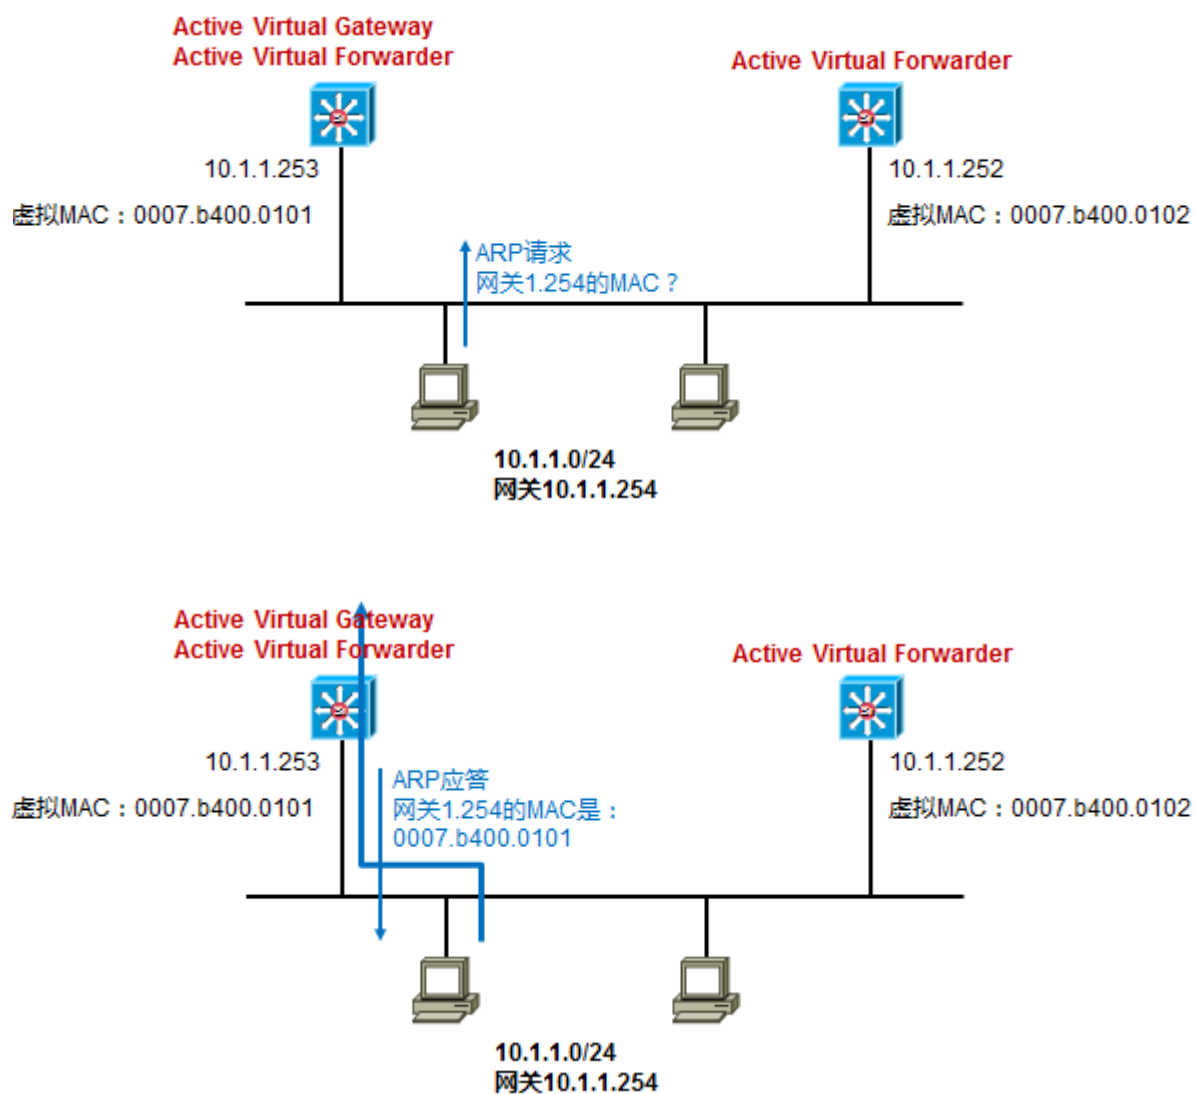 Active Virtual Gateway
Active Virtual Forwarder
Active Virtual Forwarder
10.1.1.253
10.1.1.252
虚拟MAC：0007.b400.0101
虚拟MAC：0007.b400.0102
ARP请求
网关1.254的MAC？
10.1.1.0/24
网关10.1.1.254
Active Virtual Gateway
Active Virtual Forwarder
Active Virtual Forwarder
10.1.1.253
10.1.1.252
ARP应答
虚拟MAC：0007.b400.0101
网关1.254的MAC是：
虚拟MAC：0007.b400.0102
0007.b400.0101
10.1.1.0/24
网关10.1.1.254